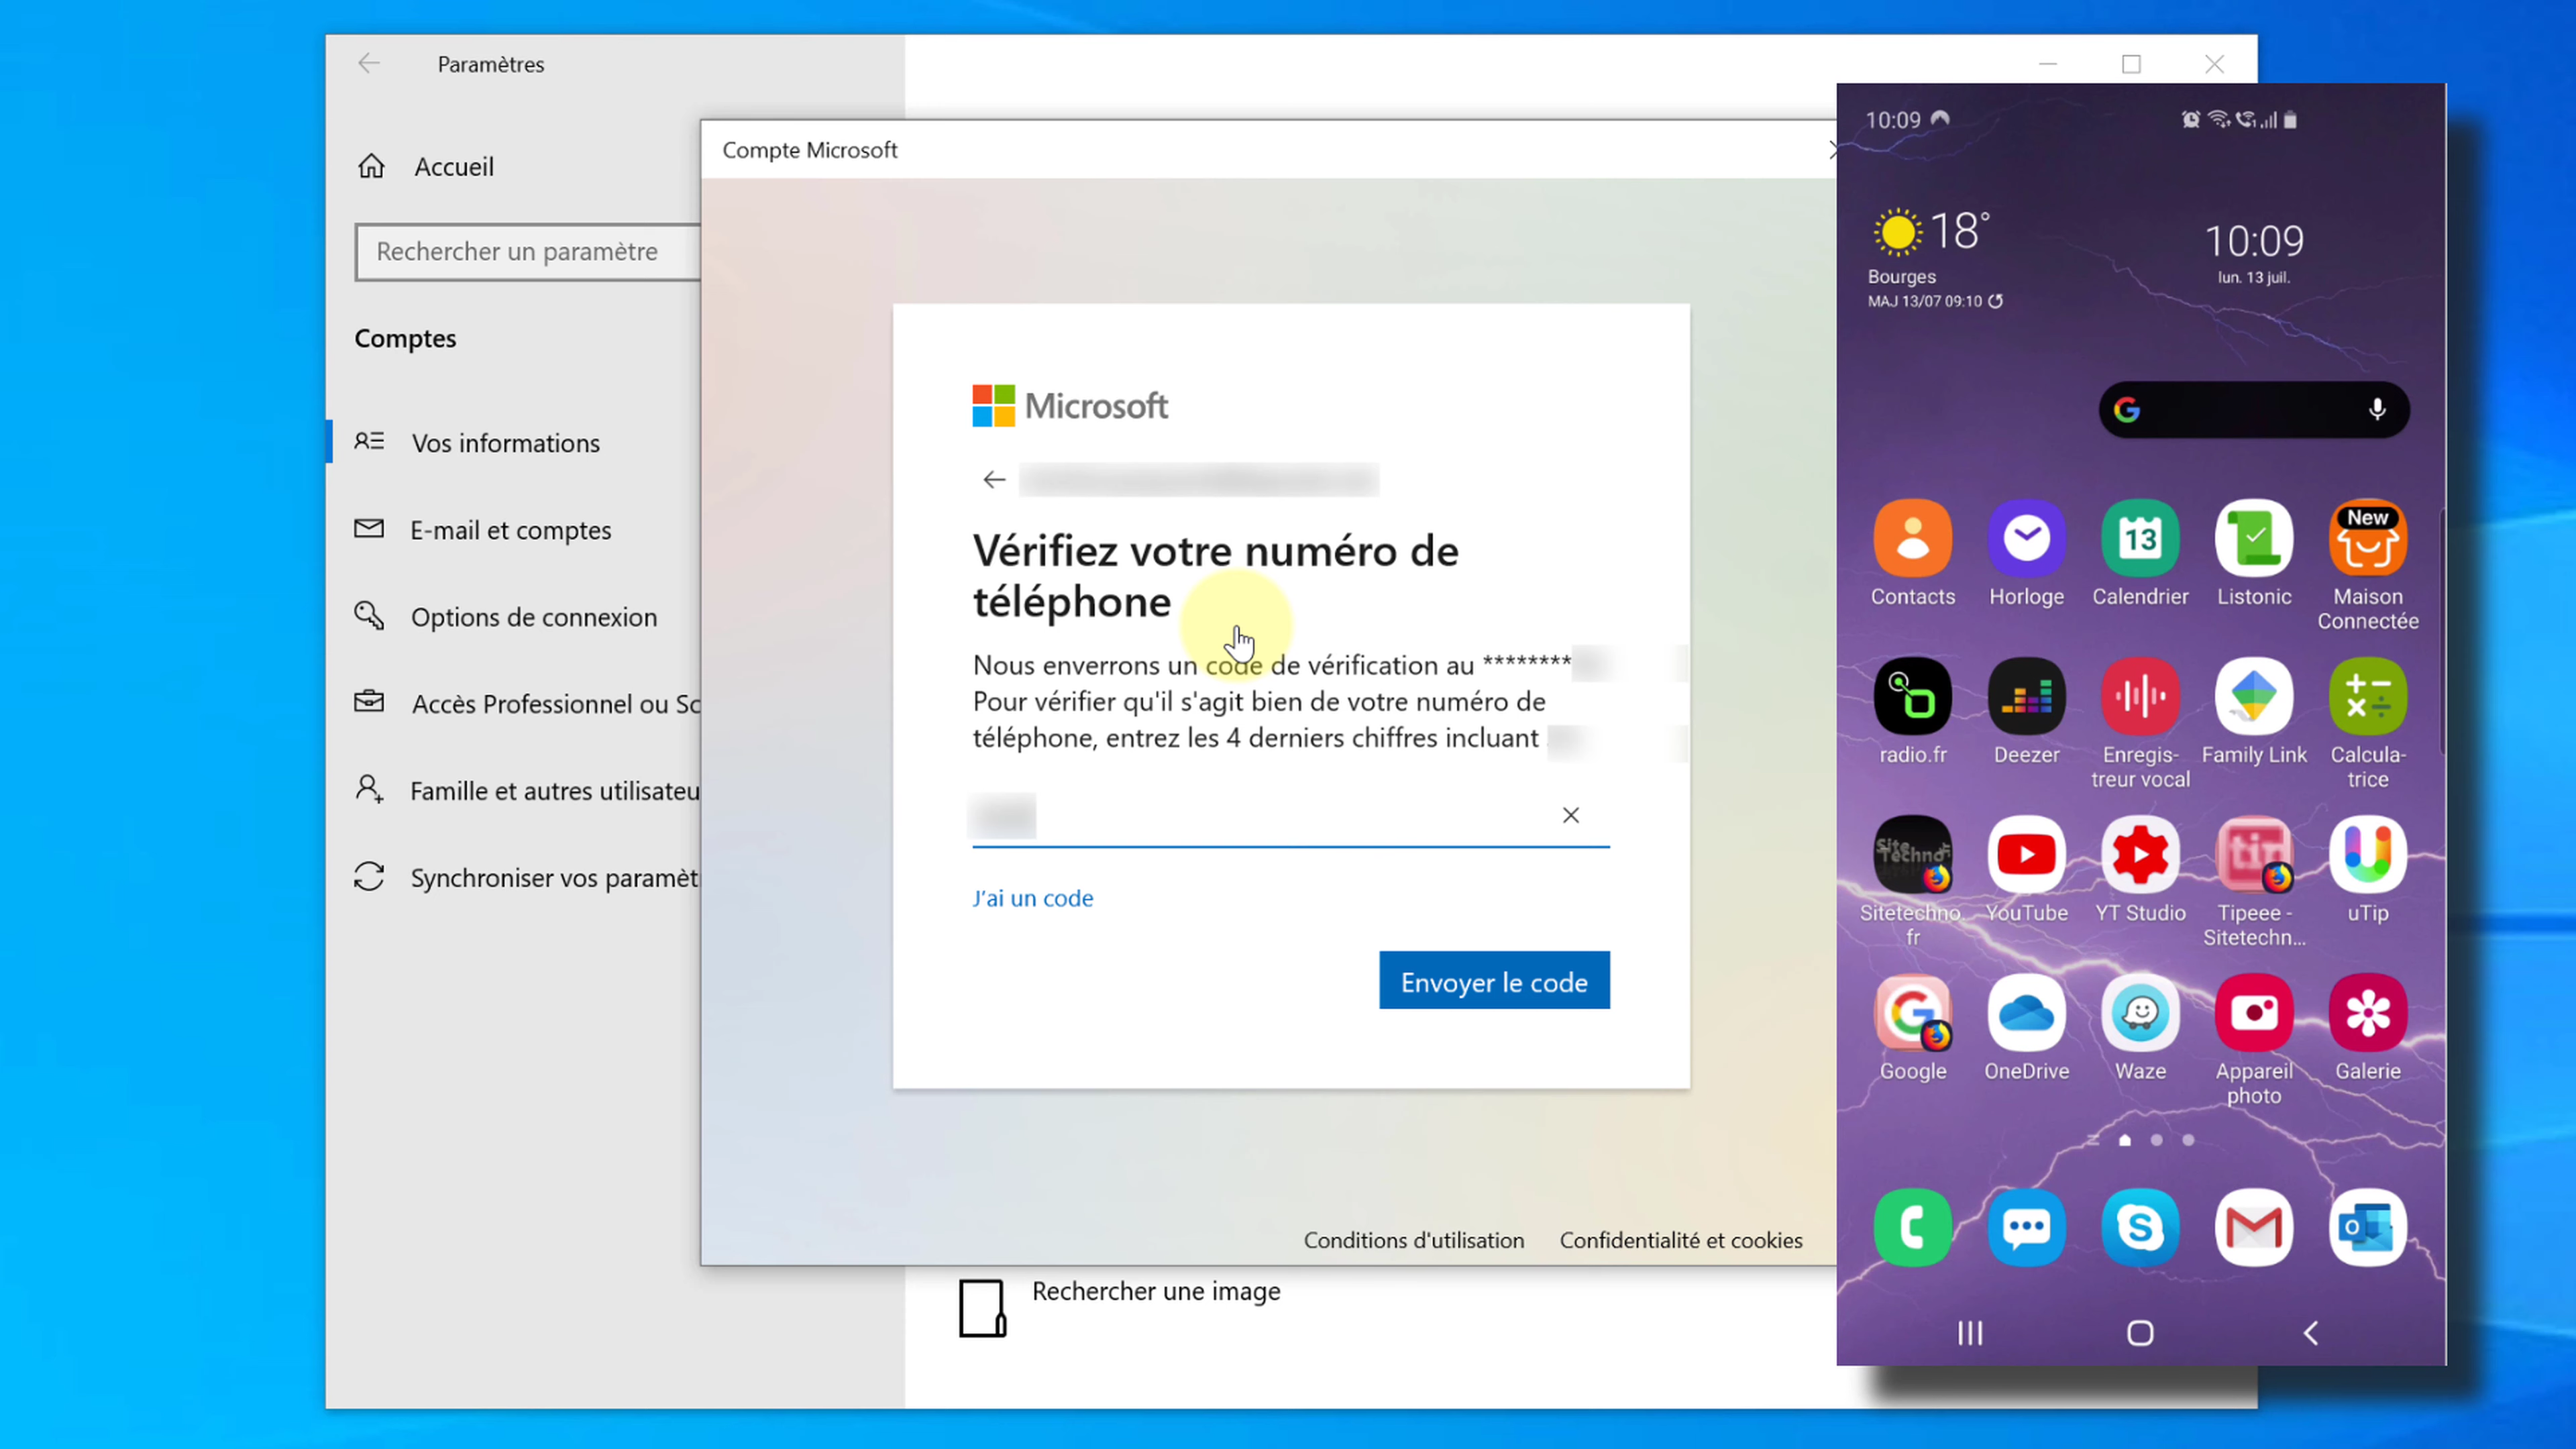 Paramètres
Accueil
Rechercher un paramètre
Comptes
Vos informations
E-mail et comptes
Options de connexion
Accès Professionnel ou Sc
Famille et autres utilisateu
Synchroniser vos paramèt
Compte Microsoft
Microsoft
Vérifiez votre numéro de
téléphone
Nous enverrons un code de vérification au ********
Pour vérifier qu'il s'agit bien de votre numéro de
téléphone, entrez les 4 derniers chiffres incluant
J'ai un code
Envoyer le code
Conditions d'utilisation Confidentialité et cookies
Rechercher une image
10:09
18°
Bourges
MAJ 13/07 09:10
10:09
lun. 13 juil.
13
New
Contacts Horloge Calendrier Listonic Maison
Connectée
radio.fr Deezer Enregis-
treur vocal Family Link Calcula-
trice
Site
Techno
Sitetechno.
fr YouTube YT Studio Tipeee -
Sitetechn... uTip
Google OneDrive Waze Appareil
photo Galerie